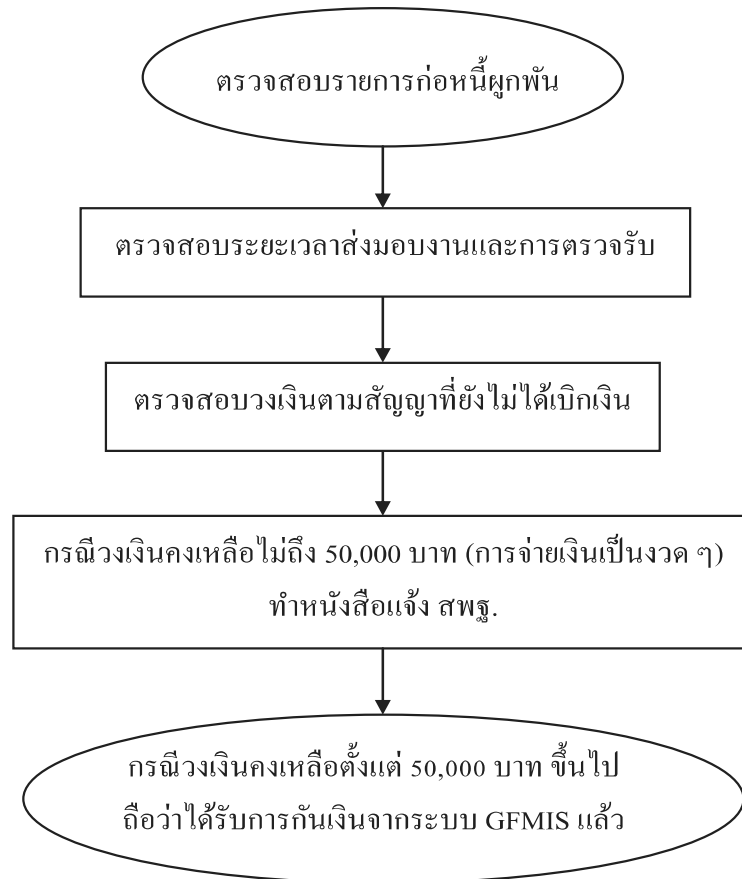 ตรวจสอบรายการก่อหนี้ผูกพัน
ตรวจสอบระยะเวลาส่งมอบงานและการตรวจรับ
ตรวจสอบวงเงินตามสัญญาที่ยังไม่ได้เบิกเงิน
กรณีวงเงินคงเหลือไม่ถึง 50,000 บาท (การจ่ายเงินเป็นงวด ๆ)
ทำหนังสือแจ้ง สพฐ.
กรณีวงเงินคงเหลือตั้งแต่ 50,000 บาท ขึ้นไป
ถือว่าได้รับการกันเงินจากระบบ GFMIS แล้ว